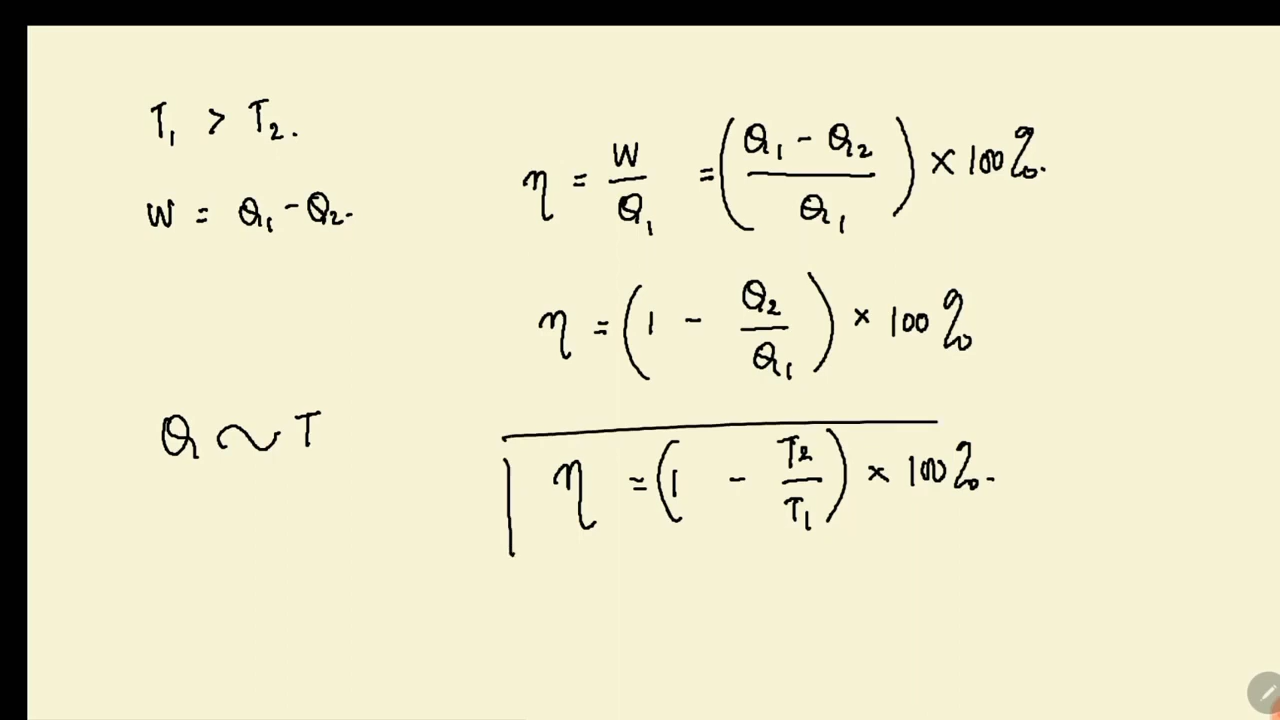 T₁ > T₂.
W = Q₁ - Q₂.
η = W/Q₁ = (Q₁ - Q₂ / Q₁) × 100%.
η = (1 - Q₂/Q₁) × 100%
Q ~ T
η = (1 - T₂/T₁) × 100%.